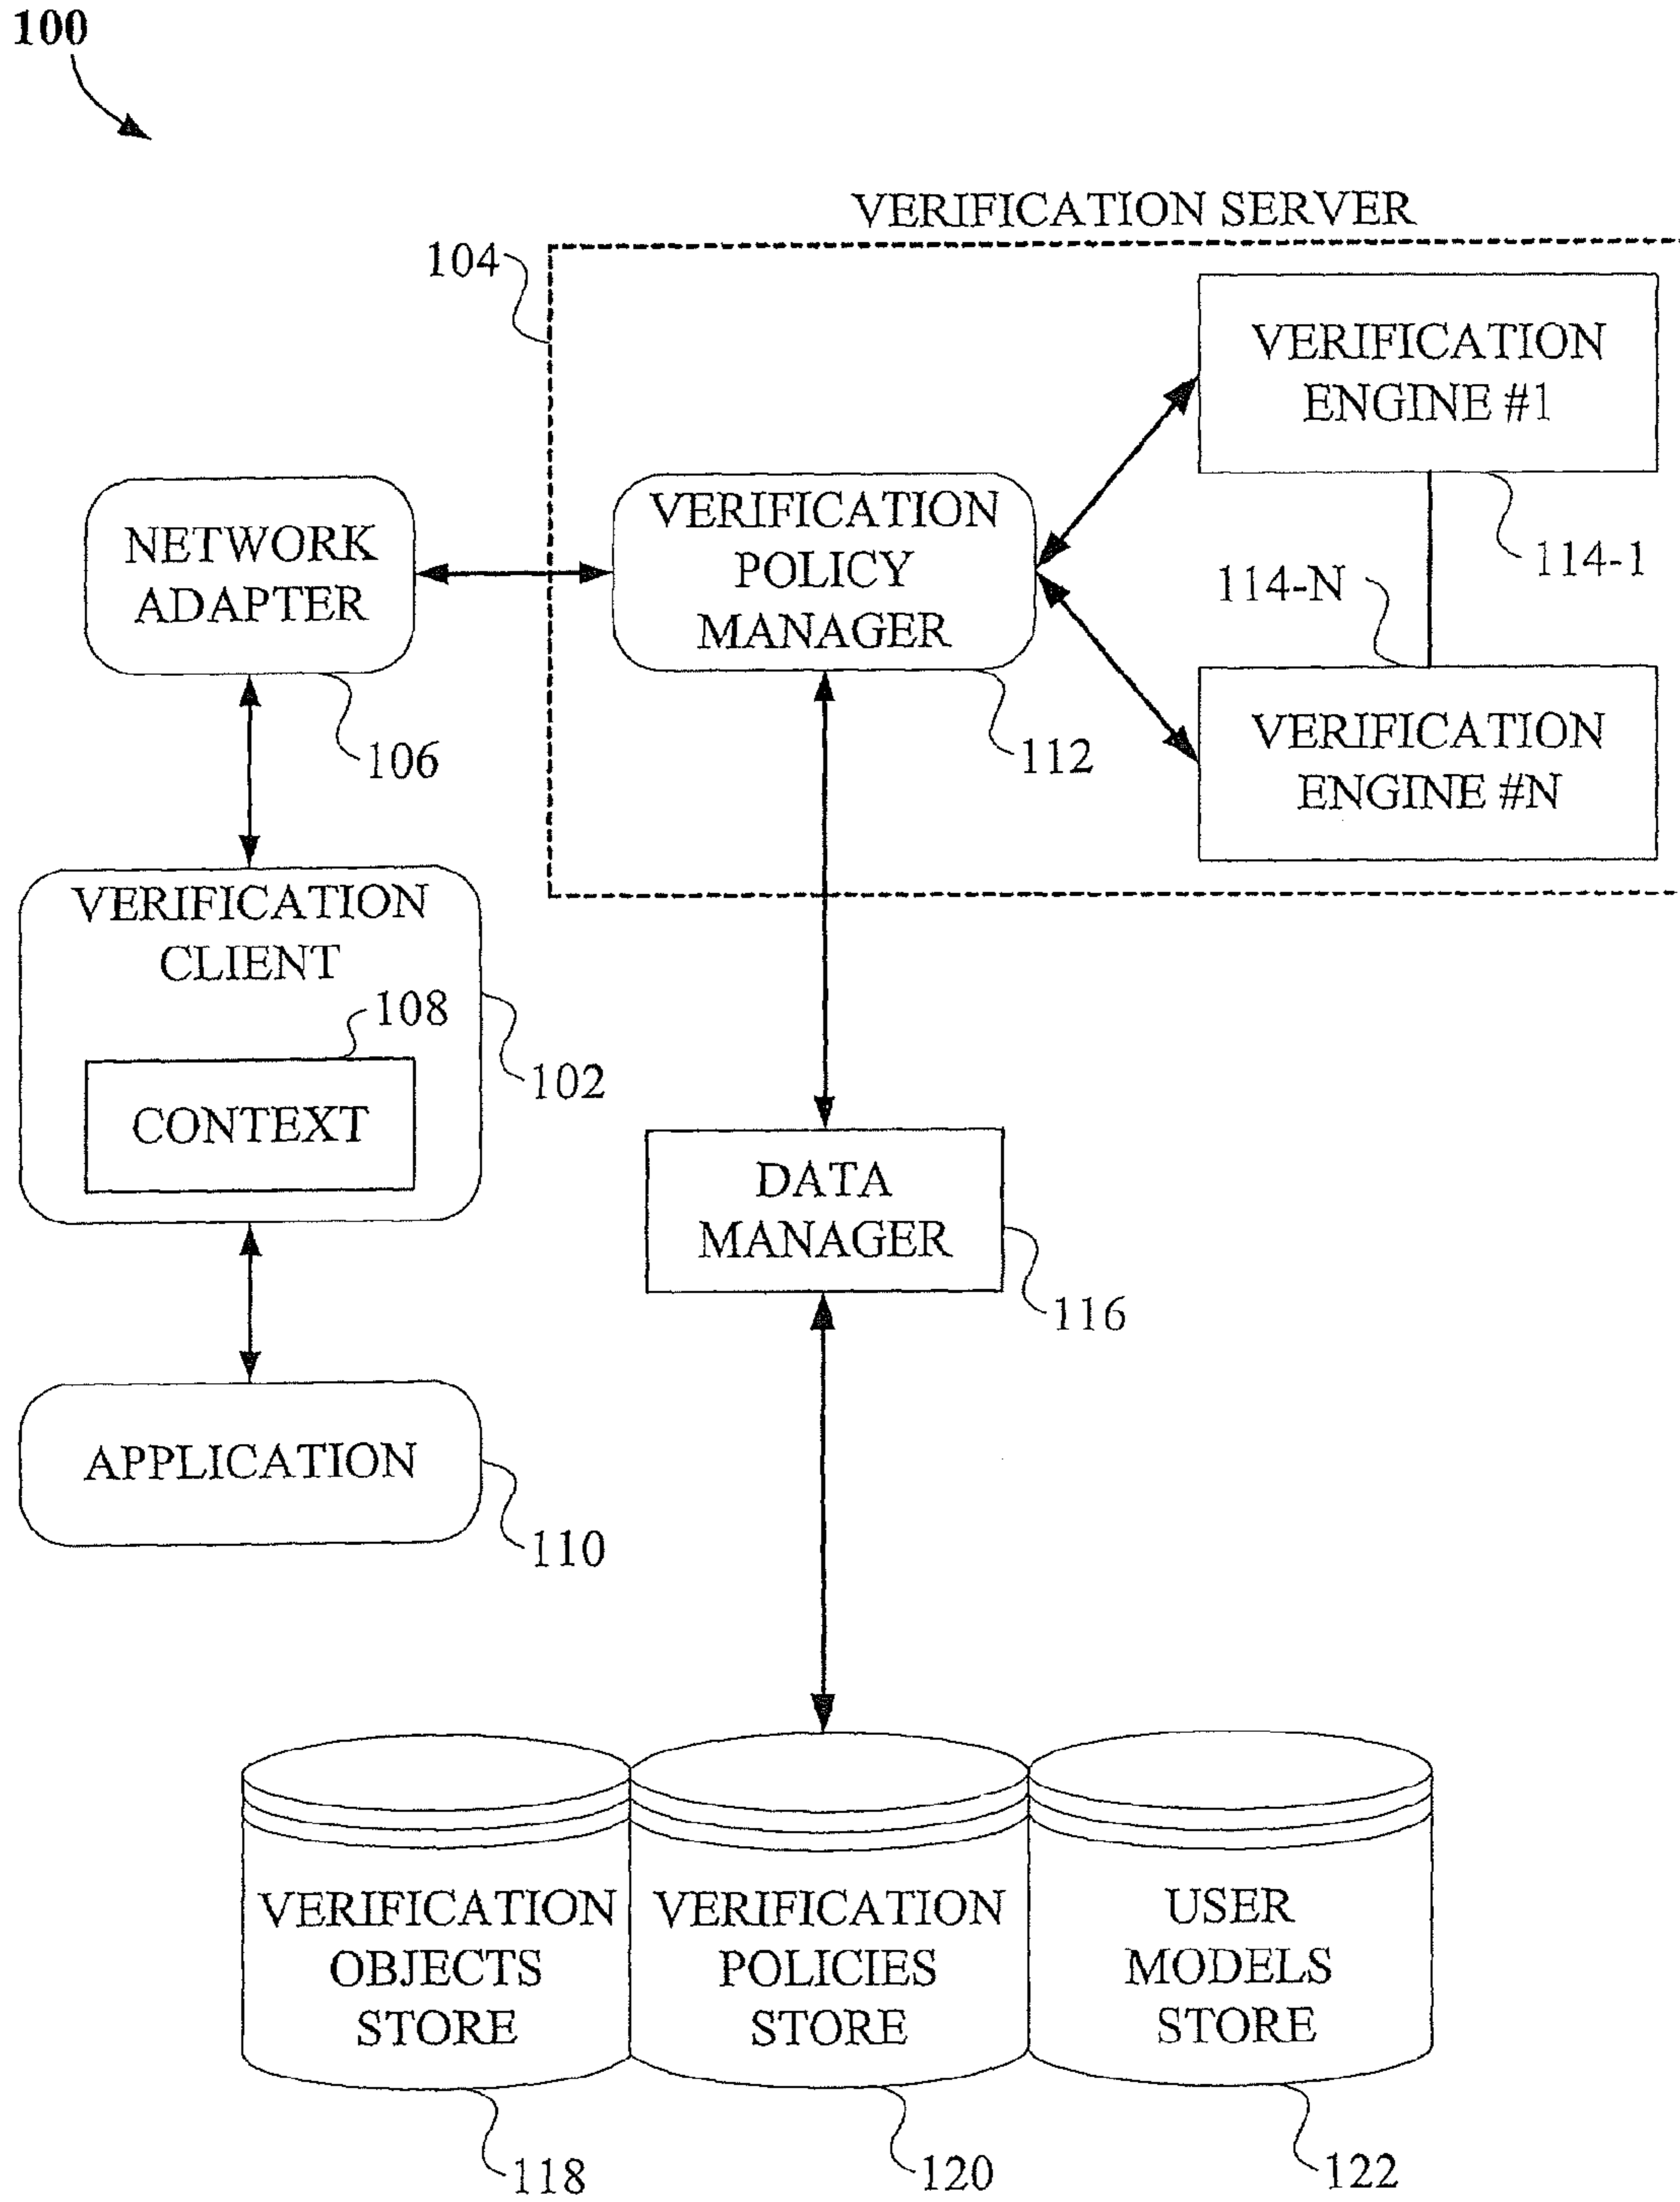 100
VERIFICATION SERVER
104
VERIFICATION
ENGINE #1
114-1
NETWORK
ADAPTER
106
VERIFICATION
POLICY
MANAGER
112
114-N
VERIFICATION
ENGINE #N
VERIFICATION
CLIENT
108
CONTEXT
102
DATA
MANAGER
116
APPLICATION
110
VERIFICATION
OBJECTS
STORE
118
VERIFICATION
POLICIES
STORE
120
USER
MODELS
STORE
122